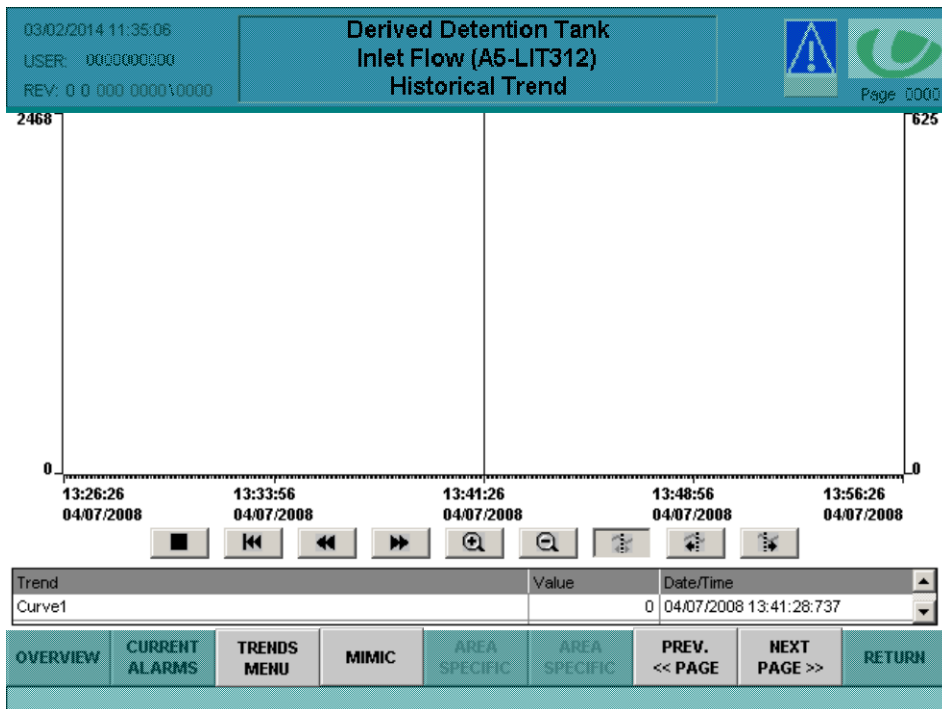 03/02/2014 11:35:06
USER: 0000000000
REV: 0 0 000 0000\0000
Derived Detention Tank
Inlet Flow (A5-LIT312)
Historical Trend
Page 0000
2468 625
0 0
13:26:26 13:33:56 13:41:26 13:48:56 13:56:26
04/07/2008 04/07/2008 04/07/2008 04/07/2008 04/07/2008
Trend Value Date/Time
Curve1 0 04/07/2008 13:41:28:737
OVERVIEW CURRENT ALARMS TRENDS MENU MIMIC AREA SPECIFIC AREA SPECIFIC PREV. << PAGE NEXT PAGE >> RETURN